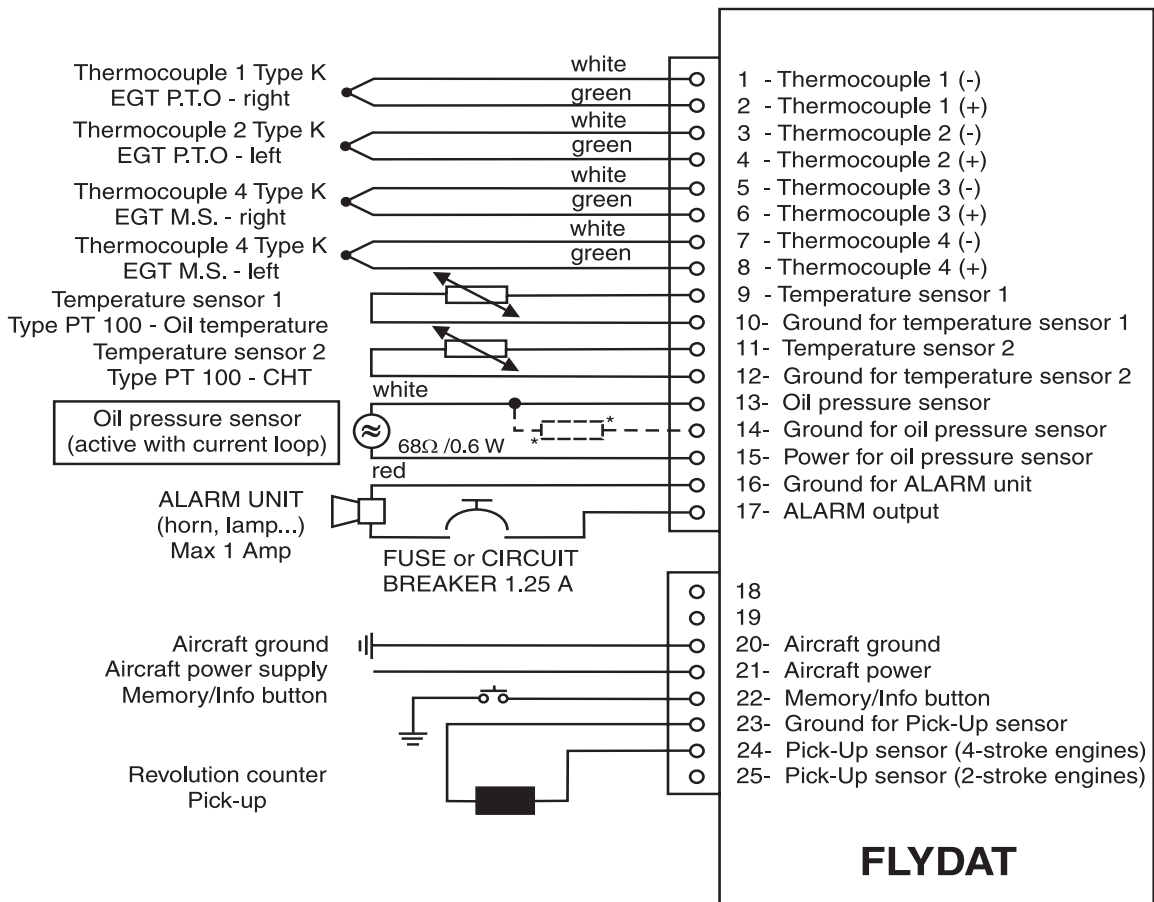 Thermocouple 1 Type K
EGT P.T.O - right
white
green
Thermocouple 2 Type K
EGT P.T.O - left
white
green
Thermocouple 4 Type K
EGT M.S. - right
white
green
Thermocouple 4 Type K
EGT M.S. - left
white
green
Temperature sensor 1
Type PT 100 - Oil temperature
Temperature sensor 2
Type PT 100 - CHT
white
Oil pressure sensor
(active with current loop)
≈
* *
68Ω /0.6 W
red
ALARM UNIT
(horn, lamp...)
Max 1 Amp
FUSE or CIRCUIT
BREAKER 1.25 A
Aircraft ground
Aircraft power supply
Memory/Info button
Revolution counter
Pick-up
1 - Thermocouple 1 (-)
2 - Thermocouple 1 (+)
3 - Thermocouple 2 (-)
4 - Thermocouple 2 (+)
5 - Thermocouple 3 (-)
6 - Thermocouple 3 (+)
7 - Thermocouple 4 (-)
8 - Thermocouple 4 (+)
9 - Temperature sensor 1
10- Ground for temperature sensor 1
11- Temperature sensor 2
12- Ground for temperature sensor 2
13- Oil pressure sensor
14- Ground for oil pressure sensor
15- Power for oil pressure sensor
16- Ground for ALARM unit
17- ALARM output
18
19
20- Aircraft ground
21- Aircraft power
22- Memory/Info button
23- Ground for Pick-Up sensor
24- Pick-Up sensor (4-stroke engines)
25- Pick-Up sensor (2-stroke engines)
FLYDAT